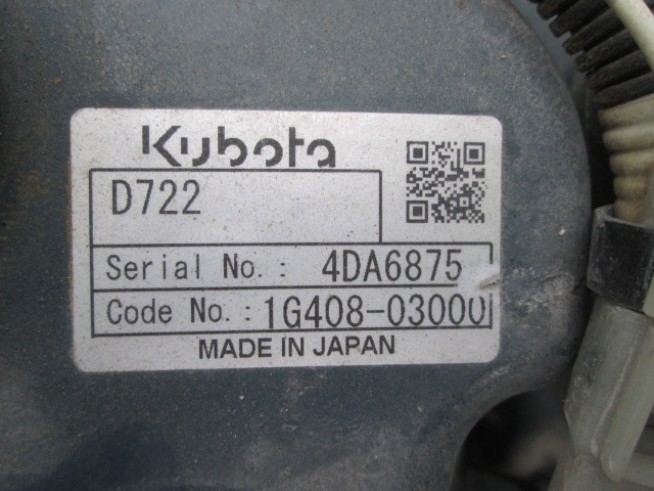 Kubota
D722
Serial No.: 4DA6875
Code No.: 1G408-03000
MADE IN JAPAN